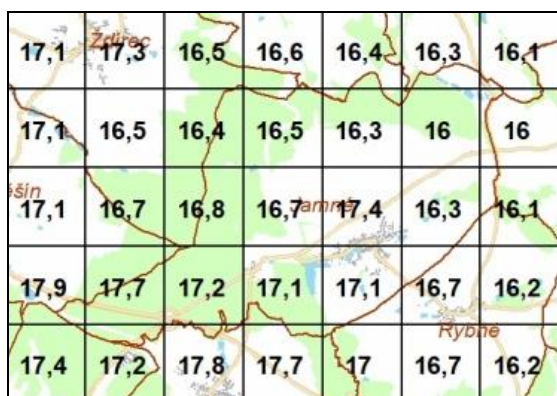 17,1 17,3 16,5 16,6 16,4 16,3 16,1
Ždírec
17,1 16,5 16,4 16,5 16,3 16 16
17,1 16,7 16,8 16,7 17,4 16,3 16,1
ěšín Jamné
17,9 17,7 17,2 17,1 17,1 16,7 16,2
Rybné
17,4 17,2 17,8 17,7 17 16,7 16,2